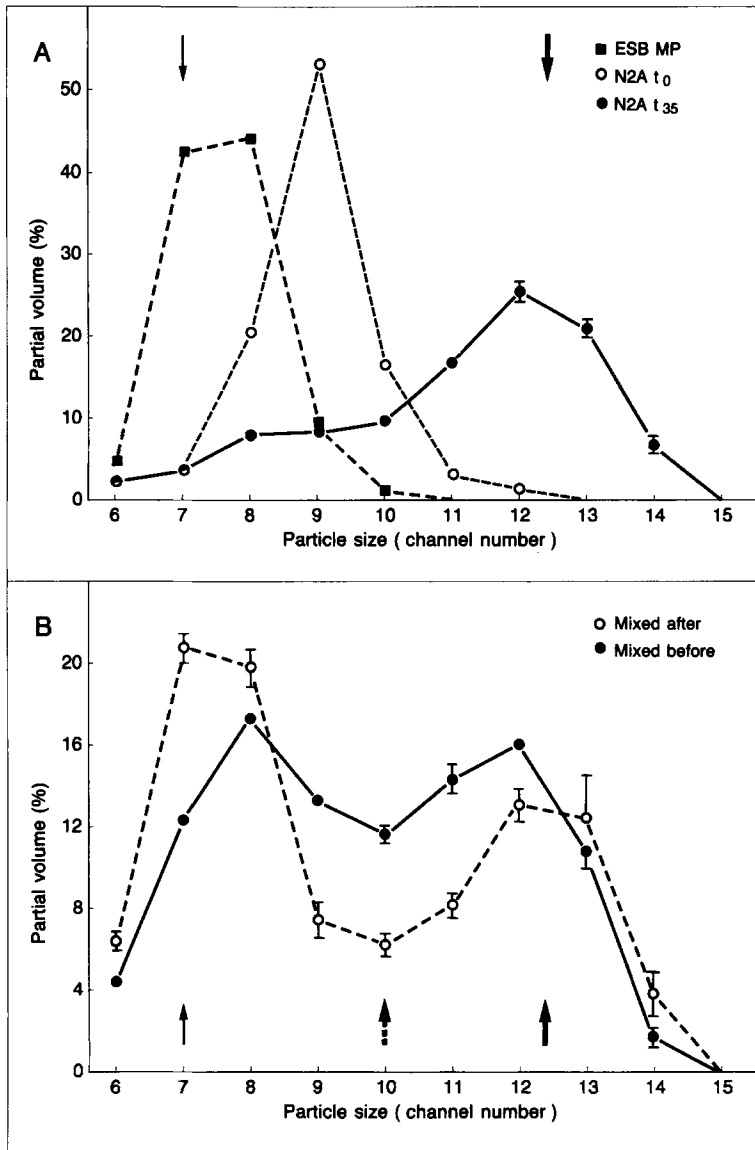 A
ESB MP
N2A t 0
N2A t 35
50
40
30
20
10
0
Partial volume (%)
6 7 8 9 10 11 12 13 14 15
Particle size ( channel number )
B
Mixed after
Mixed before
20
16
12
8
4
0
Partial volume (%)
6 7 8 9 10 11 12 13 14 15
Particle size ( channel number )